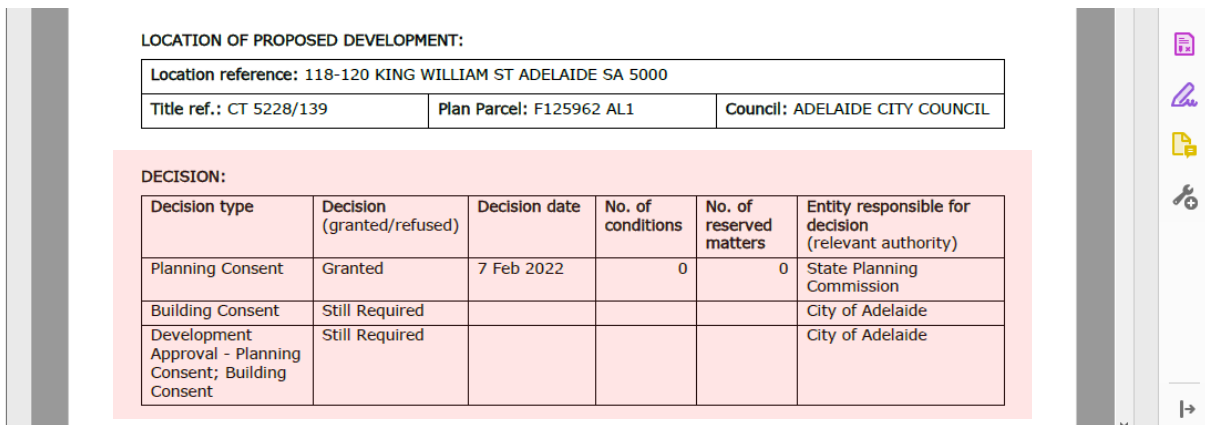 LOCATION OF PROPOSED DEVELOPMENT:
Location reference: 118-120 KING WILLIAM ST ADELAIDE SA 5000
Title ref.: CT 5228/139 Plan Parcel: F125962 AL1 Council: ADELAIDE CITY COUNCIL
DECISION:
Decision type Decision Decision date No. of No. of Entity responsible for
(granted/refused) conditions reserved decision
matters (relevant authority)
Planning Consent Granted 7 Feb 2022 0 0 State Planning
Commission
Building Consent Still Required City of Adelaide
Development Still Required City of Adelaide
Approval - Planning
Consent; Building
Consent